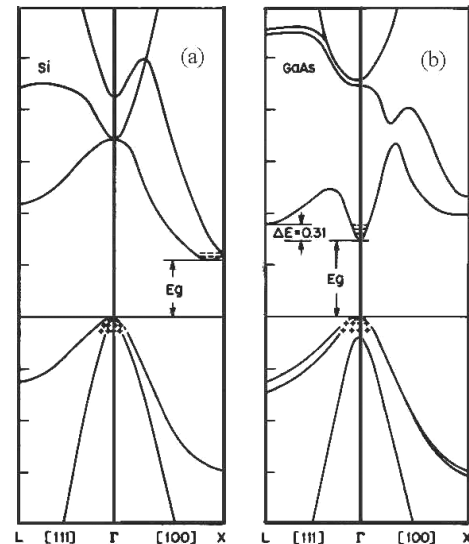 Si
(a)
Eg
L [111] Γ [100] X
GaAs
(b)
ΔE=0.31
Eg
L [111] Γ [100] X